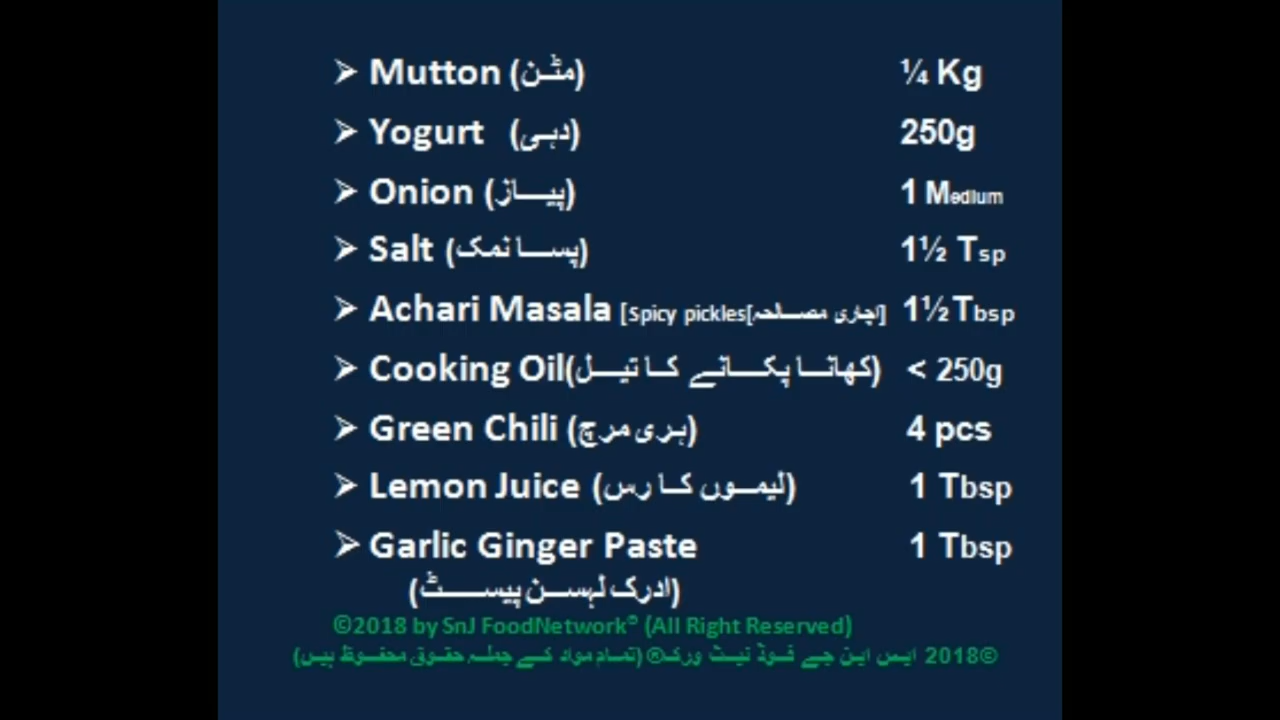 ➢ Mutton (مٹن) ¼ Kg
➢ Yogurt (دہی) 250g
➢ Onion (پیاز) 1 Medium
➢ Salt (پسا نمک) 1½ Tsp
➢ Achari Masala [Spicy pickles[اچاری مصالحہ] 1½ Tbsp
➢ Cooking Oil(کھانا پکانے کا تیل) < 250g
➢ Green Chili (ہری مرچ) 4 pcs
➢ Lemon Juice (لیموں کا رس) 1 Tbsp
➢ Garlic Ginger Paste 1 Tbsp
(ادرک لہسن پیسٹ)
©2018 by SnJ FoodNetwork® (All Right Reserved)
©2018 ایس این جے فوڈ نیٹ ورک® (تمام مواد کے جملہ حقوق محفوظ ہیں)